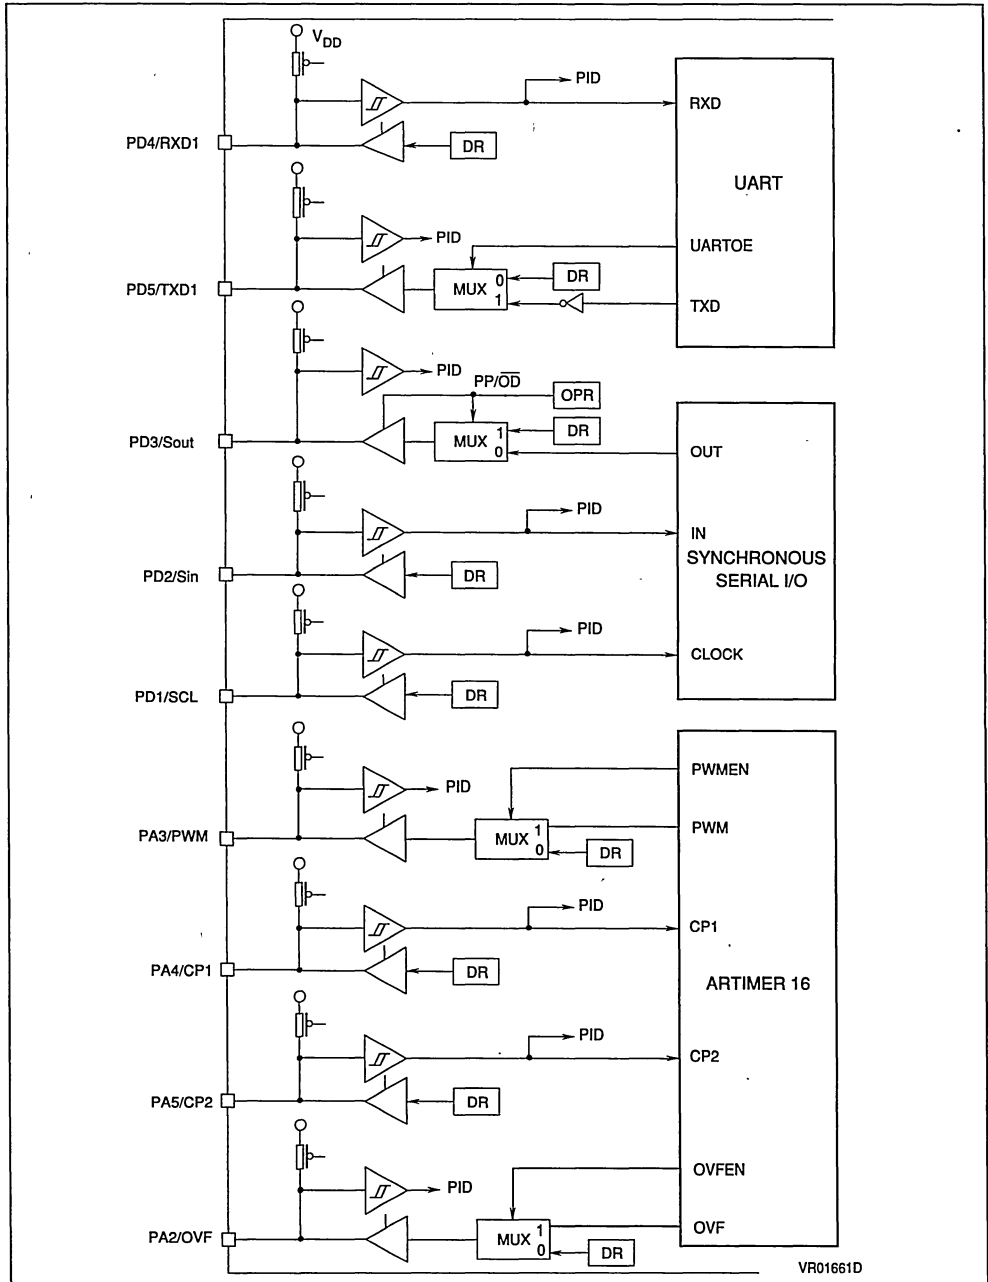 VDD
PID
RXD
PD4/RXD1
DR
UART
PID
UARTOE
PD5/TXD1
MUX 0
1
DR
TXD
PID
PP/OD
OPR
PD3/Sout
MUX 1
0
DR
OUT
PID
IN
SYNCHRONOUS
SERIAL I/O
PD2/Sin
DR
PID
CLOCK
PD1/SCL
DR
PID
PWMEN
PA3/PWM
MUX 1
0
PWM
DR
PID
CP1
PA4/CP1
DR
ARTIMER 16
PID
CP2
PA5/CP2
DR
PID
OVFEN
PA2/OVF
MUX 1
0
OVF
DR
VR01661D